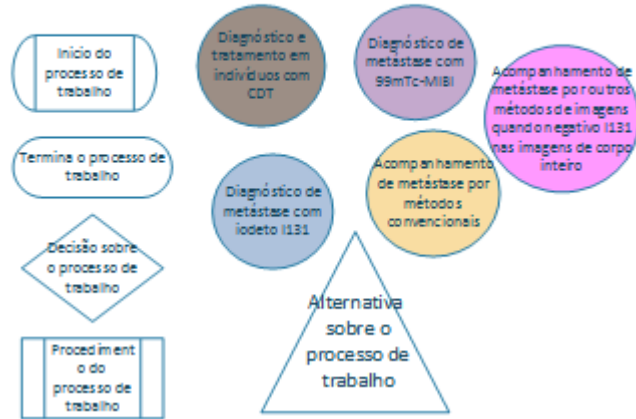 Inicio do
processo de
trabalho
Diagnóstico e
tratamento em
indivíduos com
CDT
Diagnóstico de
metástase com
99mTc-MIBI
Acompanhamento de
metástase por outros
métodos de imagens
quando negativo I131
nas imagens de corpo
inteiro
Termina o processo de
trabalho
Diagnóstico de
metástase com
iodeto I131
Acompanhamento
de metástase por
métodos
convencionais
Decisão sobre
o processo de
trabalho
Alternativa
sobre o
processo de
trabalho
Procediment
o do
processo de
trabalho